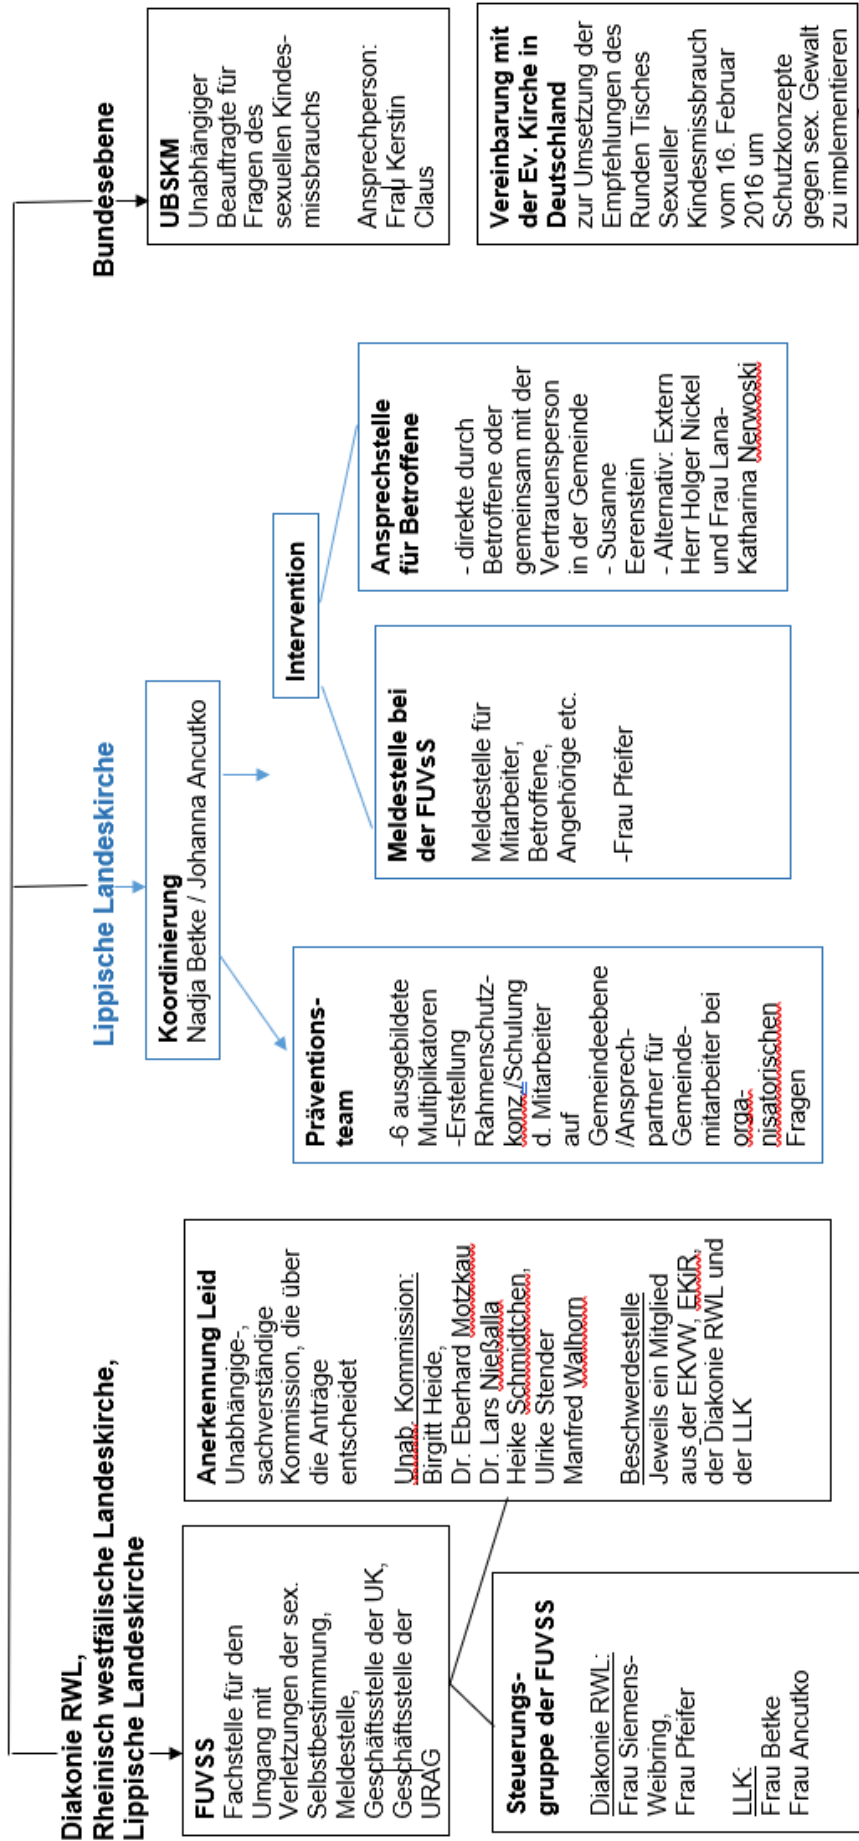 Diakonie RWL,
Rheinisch westfälische Landeskirche,
Lippische Landeskirche
FUVSS
Fachstelle für den
Umgang mit
Verletzungen der sex.
Selbstbestimmung,
Meldestelle,
Geschäftsstelle der UK,
Geschäftsstelle der
URAG
Steuerungs-
gruppe der FUVSS
Diakonie RWL:
Frau Siemens-
Weibring,
Frau Pfeifer
LLK:
Frau Betke
Frau Ancutko
Anerkennung Leid
Unabhängige-,
sachverständige
Kommission, die über
die Anträge
entscheidet
Unab. Kommission:
Birgitt Heide,
Dr. Eberhard Motzkau
Dr. Lars Nießalla
Heike Schmidtchen,
Ulrike Stender
Manfred Walhorn
Beschwerdestelle
Jeweils ein Mitglied
aus der EKVW, EKiR,
der Diakonie RWL und
der LLK
Lippische Landeskirche
Koordinierung
Nadja Betke / Johanna Ancutko
Präventions-
team
-6 ausgebildete
Multiplikatoren
-Erstellung
Rahmenschutz-
konz./Schulung
d. Mitarbeiter
auf
Gemeindeebene
/Ansprech-
partner für
Gemeinde-
mitarbeiter bei
orga-
nisatorischen
Fragen
Intervention
Meldestelle bei
der FUVsS
Meldestelle für
Mitarbeiter,
Betroffene,
Angehörige etc.
-Frau Pfeifer
Ansprechstelle
für Betroffene
- direkte durch
Betroffene oder
gemeinsam mit der
Vertrauensperson
in der Gemeinde
- Susanne
Eerenstein
- Alternativ: Extern
Herr Holger Nickel
und Frau Lana-
Katharina Nerwoski
Bundesebene
UBSKM
Unabhängiger
Beauftragte für
Fragen des
sexuellen Kindes-
missbrauchs
Ansprechperson:
Frau Kerstin
Claus
Vereinbarung mit
der Ev. Kirche in
Deutschland
zur Umsetzung der
Empfehlungen des
Runden Tisches
Sexueller
Kindesmissbrauch
vom 16. Februar
2016 um
Schutzkonzepte
gegen sex. Gewalt
zu implementieren